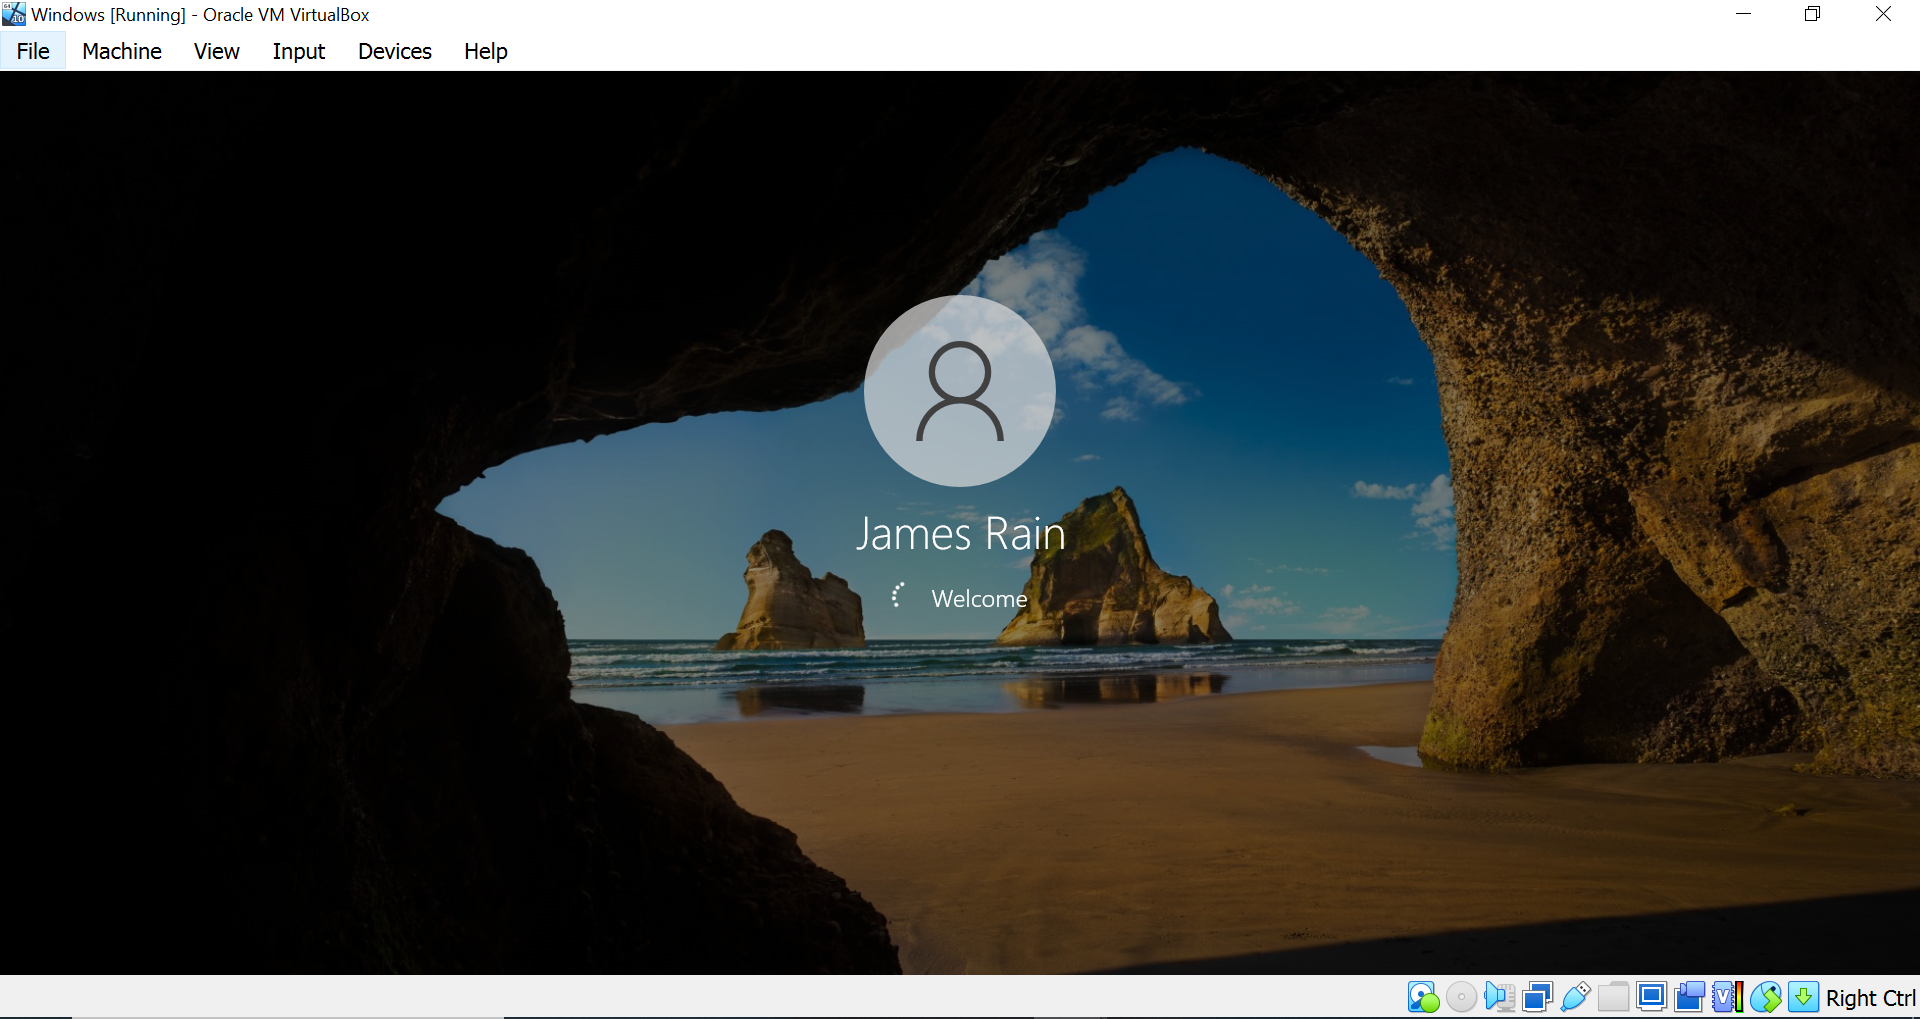 Windows [Running] - Oracle VM VirtualBox
File Machine View Input Devices Help
James Rain
Welcome
Right Ctrl